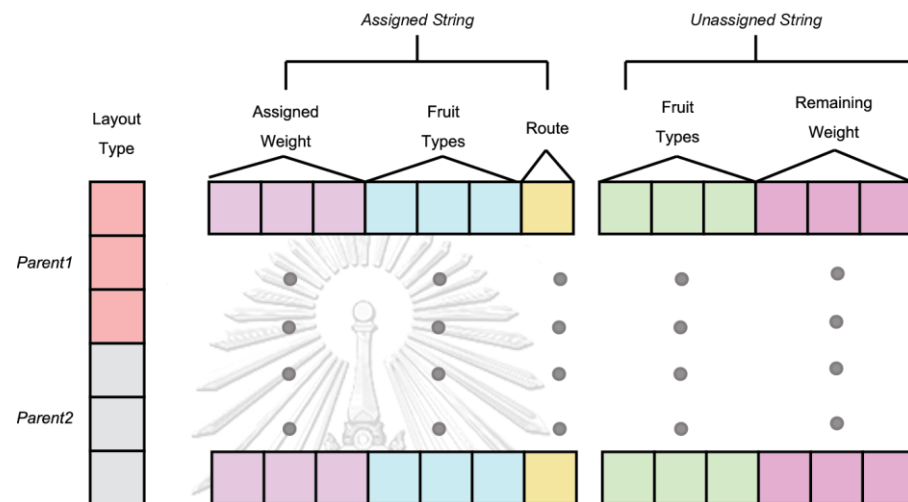 Assigned String
Unassigned String
Layout
Type
Assigned
Weight
Fruit
Types
Route
Fruit
Types
Remaining
Weight
Parent1
Parent2